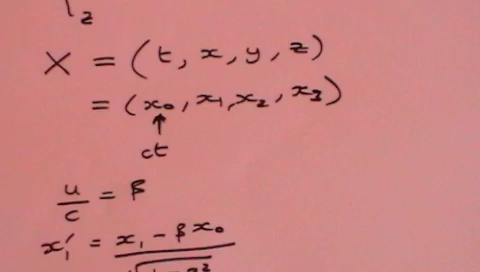 X = (t, x, y, z)
= (x₀, x₁, x₂, x₃)
↑
ct
u/c = β
x₁' = x₁ - βx₀